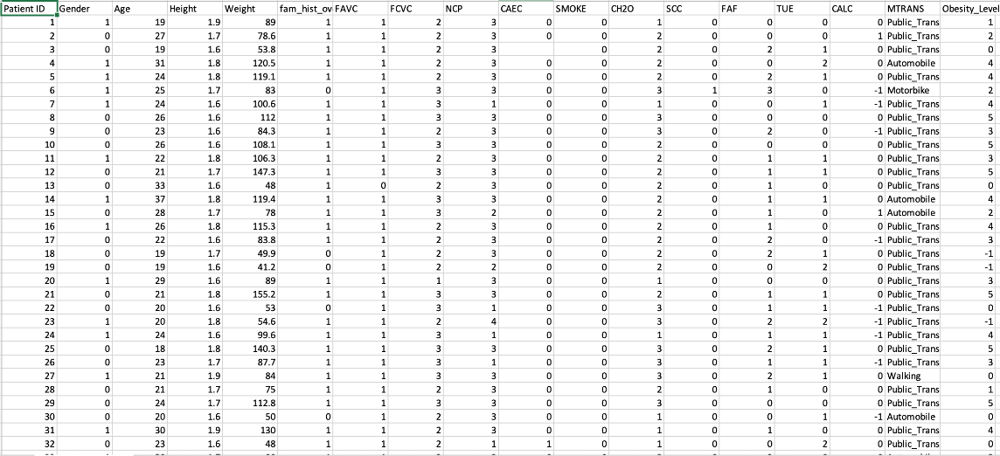 Patient ID Gender Age Height Weight fam_hist_ov FAVC FCVC NCP CAEC SMOKE CH2O SCC FAF TUE CALC MTRANS Obesity_Level
1 1 19 1.9 89 1 1 2 3 0 0 1 0 0 0 0 Public_Trans 1
2 0 27 1.7 78.6 1 1 2 3 0 0 2 0 0 0 1 Public_Trans 2
3 0 19 1.6 53.8 1 1 2 3 0 2 0 2 1 0 Public_Trans 0
4 1 31 1.8 120.5 1 1 2 3 0 0 2 0 0 2 0 Automobile 4
5 1 24 1.8 119.1 1 1 2 3 0 0 2 0 2 1 0 Public_Trans 4
6 1 25 1.7 83 0 1 3 3 0 0 3 1 3 0 -1 Motorbike 2
7 1 24 1.6 100.6 1 1 3 1 0 0 1 0 0 1 -1 Public_Trans 4
8 0 26 1.6 112 1 1 3 3 0 0 3 0 0 0 0 Public_Trans 5
9 0 23 1.6 84.3 1 1 2 3 0 0 2 0 2 0 -1 Public_Trans 3
10 0 26 1.6 108.1 1 1 3 3 0 0 2 0 0 0 0 Public_Trans 5
11 1 22 1.8 106.3 1 1 2 3 0 0 2 0 1 1 0 Public_Trans 3
12 0 21 1.7 147.3 1 1 3 3 0 0 2 0 1 1 0 Public_Trans 5
13 0 33 1.6 48 1 0 2 3 0 0 2 0 1 0 0 Public_Trans 0
14 1 37 1.8 119.4 1 1 3 3 0 0 2 0 1 1 0 Automobile 4
15 0 28 1.7 78 1 1 3 2 0 0 2 0 1 0 1 Automobile 2
16 1 26 1.8 115.3 1 1 2 3 0 0 2 0 1 0 0 Public_Trans 4
17 0 22 1.6 83.8 1 1 2 3 0 0 2 0 2 0 -1 Public_Trans 3
18 0 19 1.7 49.9 0 1 2 3 0 0 2 0 2 1 0 Public_Trans -1
19 0 19 1.6 41.2 0 1 2 2 0 0 2 0 0 2 0 Public_Trans -1
20 1 29 1.6 89 1 1 1 3 0 0 1 0 0 0 0 Public_Trans 3
21 0 21 1.8 155.2 1 1 3 3 0 0 2 0 1 1 0 Public_Trans 5
22 0 20 1.6 53 0 1 3 1 0 0 3 0 1 1 -1 Public_Trans 0
23 1 20 1.8 54.6 1 1 2 4 0 0 3 0 2 2 -1 Public_Trans -1
24 1 24 1.6 99.6 1 1 3 1 0 0 1 0 1 1 -1 Public_Trans 4
25 0 18 1.8 140.3 1 1 3 3 0 0 3 0 2 1 0 Public_Trans 5
26 0 23 1.7 87.7 1 1 3 1 0 0 3 0 1 1 -1 Public_Trans 3
27 1 21 1.9 84 1 1 3 3 0 0 3 0 2 1 0 Walking 0
28 0 21 1.7 75 1 1 2 3 0 0 2 0 1 0 0 Public_Trans 1
29 0 24 1.7 112.8 1 1 3 3 0 0 3 0 0 0 0 Public_Trans 5
30 0 20 1.6 50 0 1 2 3 0 0 1 0 0 1 -1 Automobile 0
31 1 30 1.9 130 1 1 2 3 0 0 1 0 1 0 0 Public_Trans 4
32 0 23 1.6 48 1 1 2 1 1 0 1 0 0 2 0 Public_Trans 0